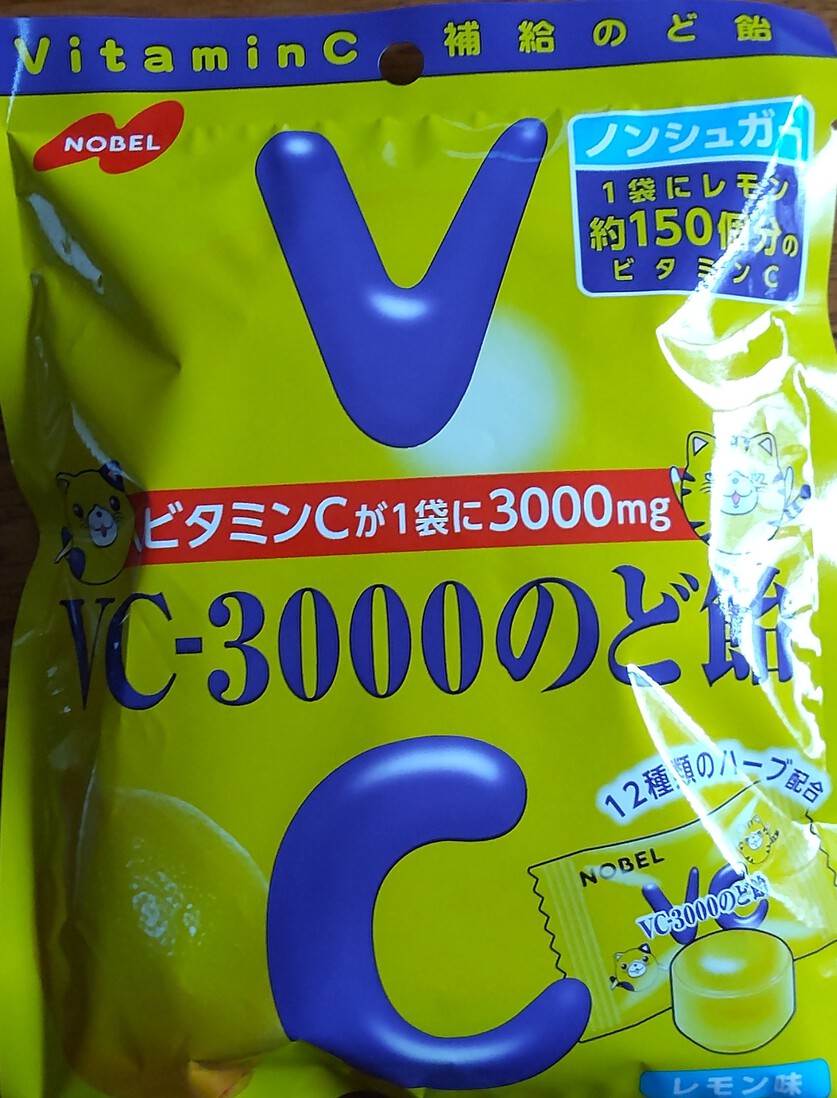 VitaminC 補給のど飴
NOBEL
V
ノンシュガー
1袋にレモン
約150個分の
ビタミンC
ビタミンCが1袋に3000mg
VC-3000のど飴
C
12種類のハーブ配合
NOBEL
VC
VC-3000のど飴
レモン味